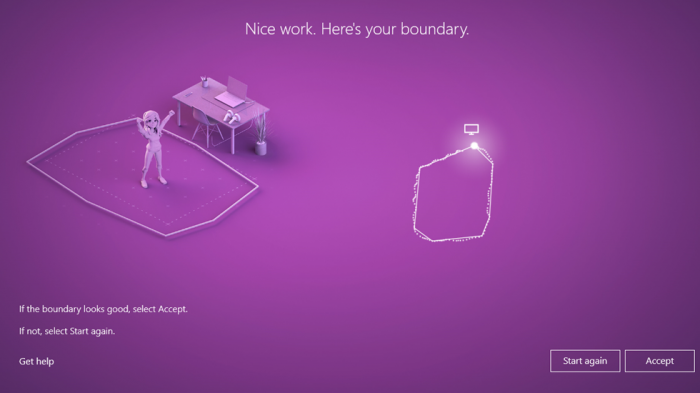 Nice work. Here's your boundary.
If the boundary looks good, select Accept.
If not, select Start again.
Get help
Start again
Accept